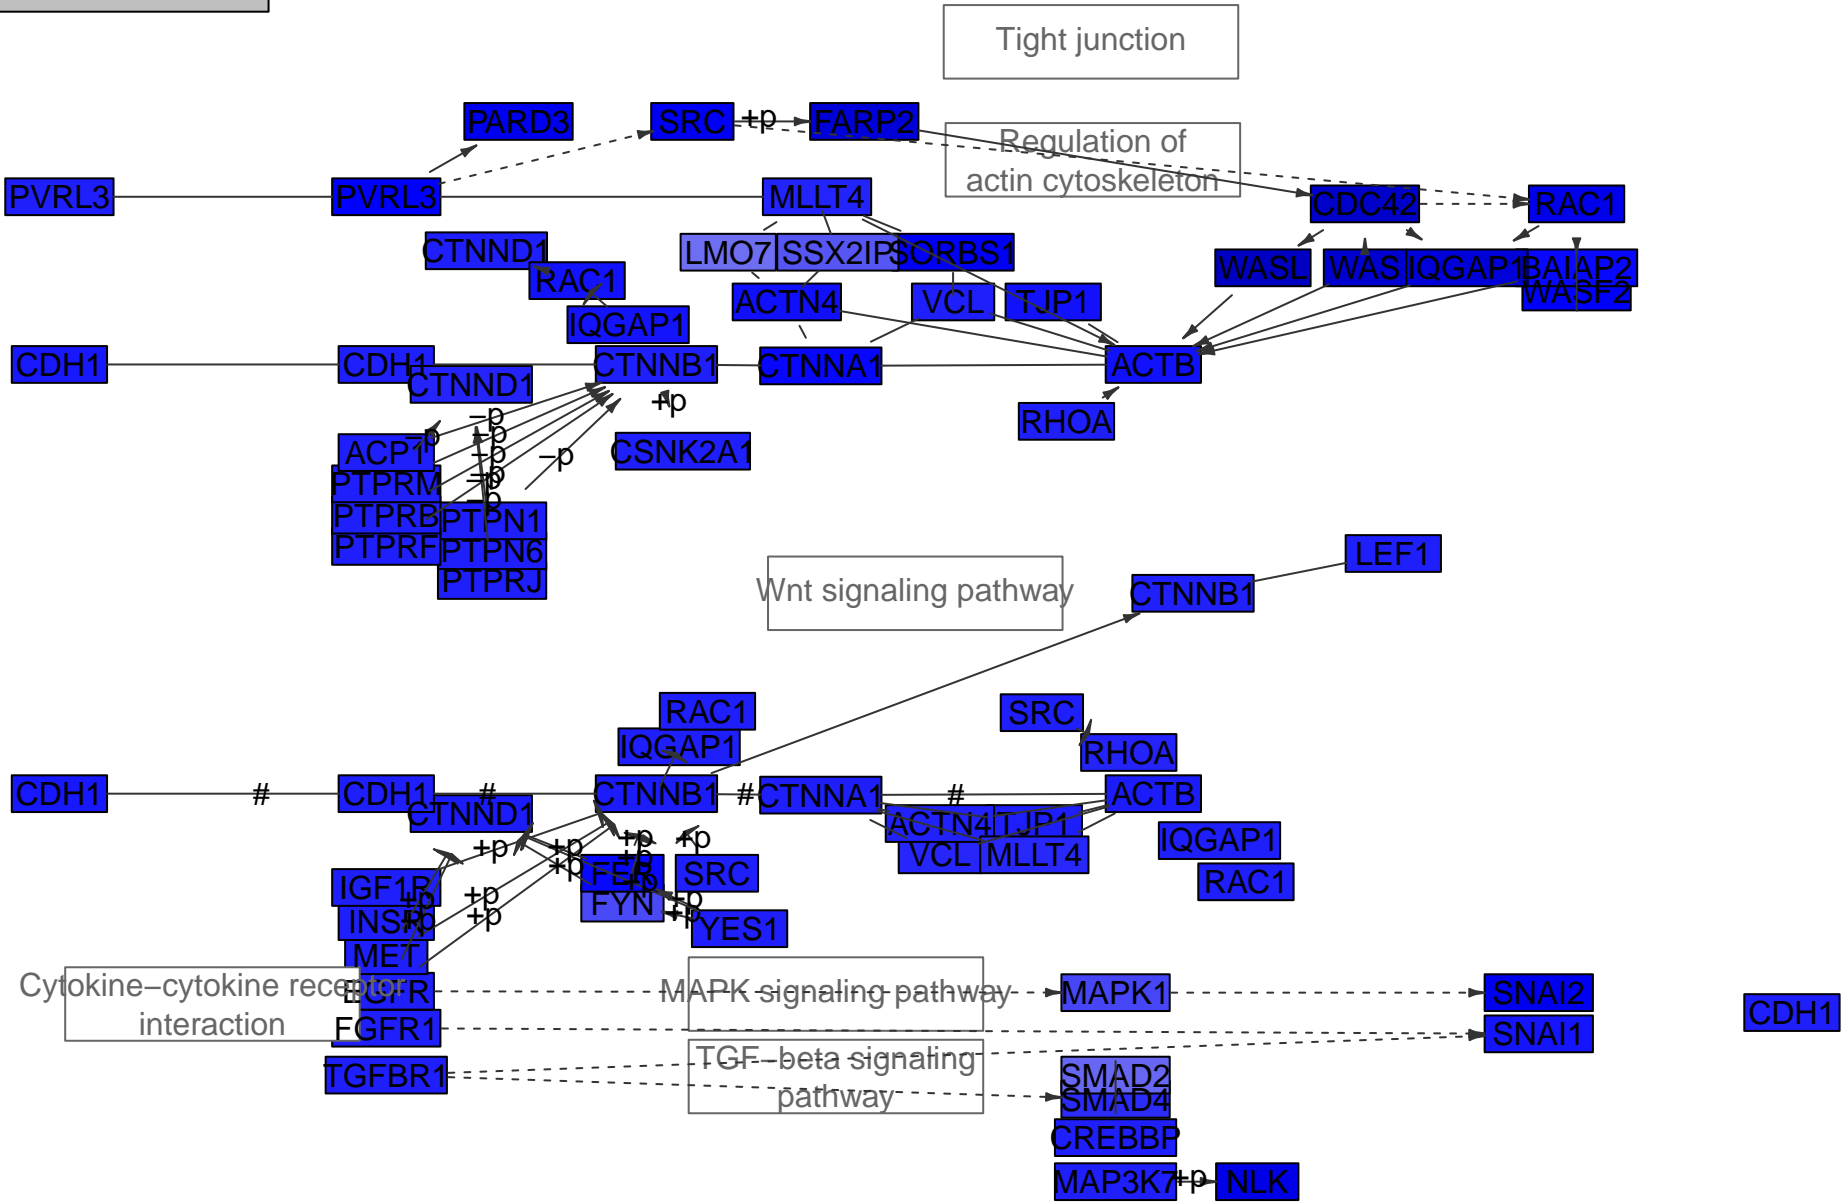 Tight junction
PARD3
SRC
+p
FARP2
Regulation of
actin cytoskeleton
PVRL3
PVRL3
MLLT4
CDC42
RAC1
CTNND1
RAC1
IQGAP1
LMO7
SSX2IP
SORBS1
WASL
WAS
IQGAP1
BAIAP2
WASF2
ACTN4
VCL
TJP1
CDH1
CDH1
CTNND1
CTNNB1
CTNNA1
ACTB
+p
RHOA
–p
–p
–p
–p
–p
–p
–p
–p
ACP1
CSNK2A1
PTPRM
PTPRB
PTPN1
PTPRF
PTPN6
PTPRJ
LEF1
Wnt signaling pathway
CTNNB1
RAC1
SRC
IQGAP1
RHOA
CDH1
#
CDH1
#
CTNND1
CTNNB1
#
CTNNA1
#
ACTB
ACTN4
TJP1
VCL
MLLT4
IQGAP1
RAC1
+p
+p
+p
+p
+p
+p
+p
FER
SRC
IGF1R
+p
+p
+p
+p
INSR
FYN
+p
+p
YES1
MET
Cytokine–cytokine receptor
interaction
EGFR
MAPK signaling pathway
MAPK1
SNAI2
CDH1
FGFR1
SNAI1
TGF–beta signaling
pathway
TGFBR1
SMAD2
SMAD4
CREBBP
MAP3K7
+p
NLK